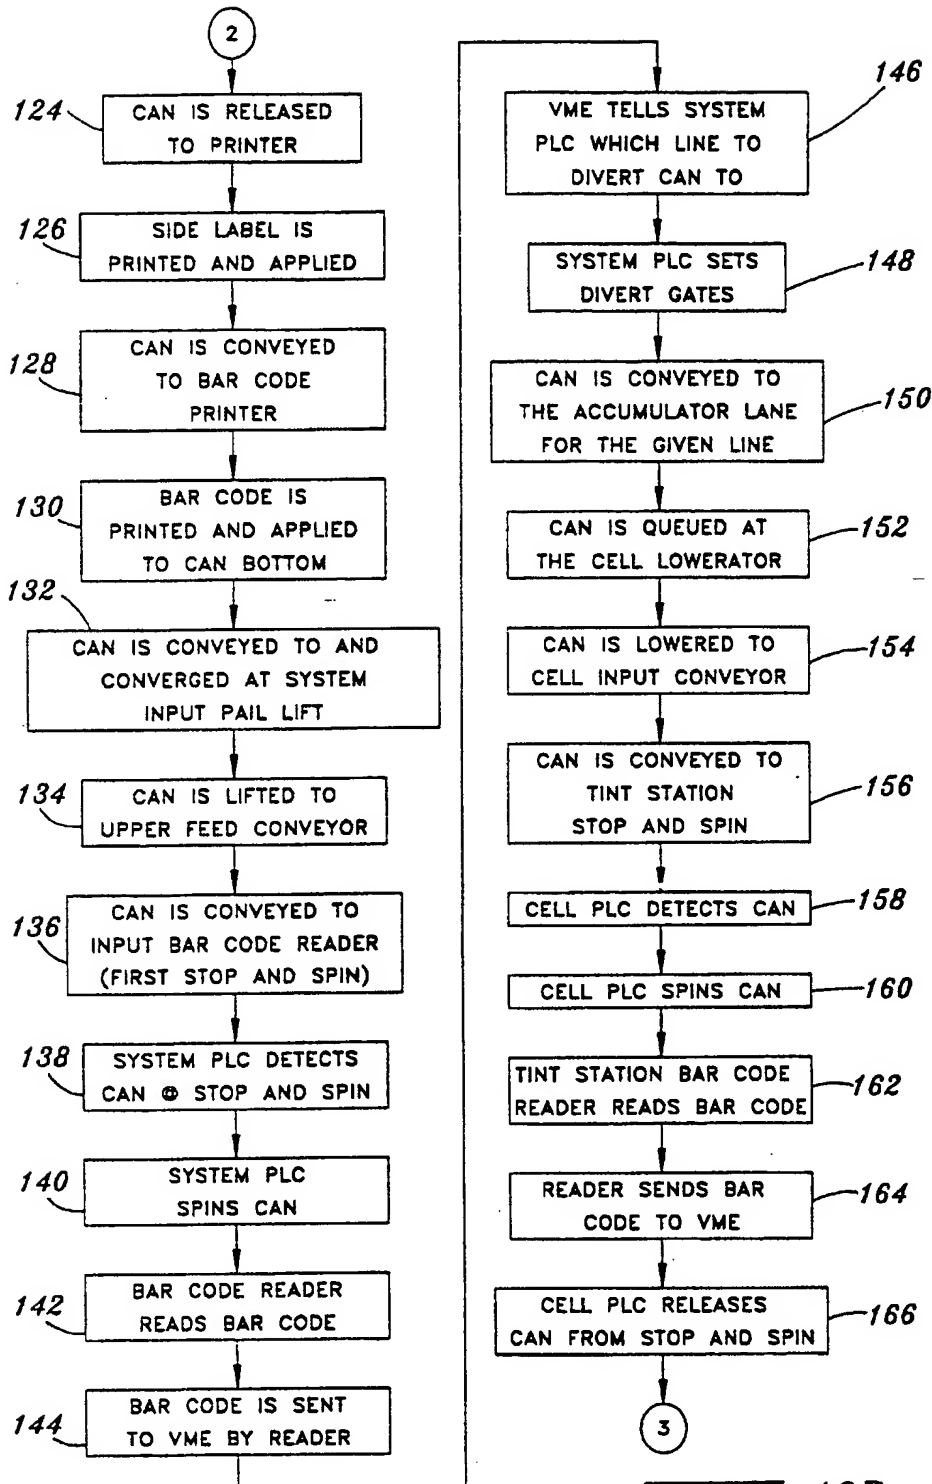 2
124
CAN IS RELEASED
TO PRINTER
126
SIDE LABEL IS
PRINTED AND APPLIED
128
CAN IS CONVEYED
TO BAR CODE
PRINTER
130
BAR CODE IS
PRINTED AND APPLIED
TO CAN BOTTOM
132
CAN IS CONVEYED TO AND
CONVERGED AT SYSTEM
INPUT PAIL LIFT
134
CAN IS LIFTED TO
UPPER FEED CONVEYOR
136
CAN IS CONVEYED TO
INPUT BAR CODE READER
(FIRST STOP AND SPIN)
138
SYSTEM PLC DETECTS
CAN @ STOP AND SPIN
140
SYSTEM PLC
SPINS CAN
142
BAR CODE READER
READS BAR CODE
144
BAR CODE IS SENT
TO VME BY READER
146
VME TELLS SYSTEM
PLC WHICH LINE TO
DIVERT CAN TO
148
SYSTEM PLC SETS
DIVERT GATES
150
CAN IS CONVEYED TO
THE ACCUMULATOR LANE
FOR THE GIVEN LINE
152
CAN IS QUEUED AT
THE CELL LOWERATOR
154
CAN IS LOWERED TO
CELL INPUT CONVEYOR
156
CAN IS CONVEYED TO
TINT STATION
STOP AND SPIN
158
CELL PLC DETECTS CAN
160
CELL PLC SPINS CAN
162
TINT STATION BAR CODE
READER READS BAR CODE
164
READER SENDS BAR
CODE TO VME
166
CELL PLC RELEASES
CAN FROM STOP AND SPIN
3